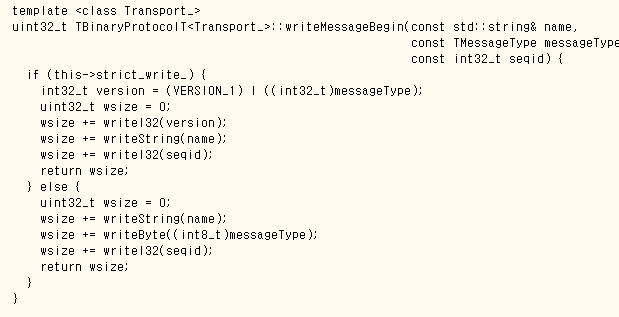 template <class Transport_>
uint32_t TBinaryProtocolT<Transport_>::writeMessageBegin(const std::string& name,
                                                         const TMessageType messageType
                                                         const int32_t seqid) {
  if (this->strict_write_) {
    int32_t version = (VERSION_1) | ((int32_t)messageType);
    uint32_t wsize = 0;
    wsize += writeI32(version);
    wsize += writeString(name);
    wsize += writeI32(seqid);
    return wsize;
  } else {
    uint32_t wsize = 0;
    wsize += writeString(name);
    wsize += writeByte((int8_t)messageType);
    wsize += writeI32(seqid);
    return wsize;
  }
}